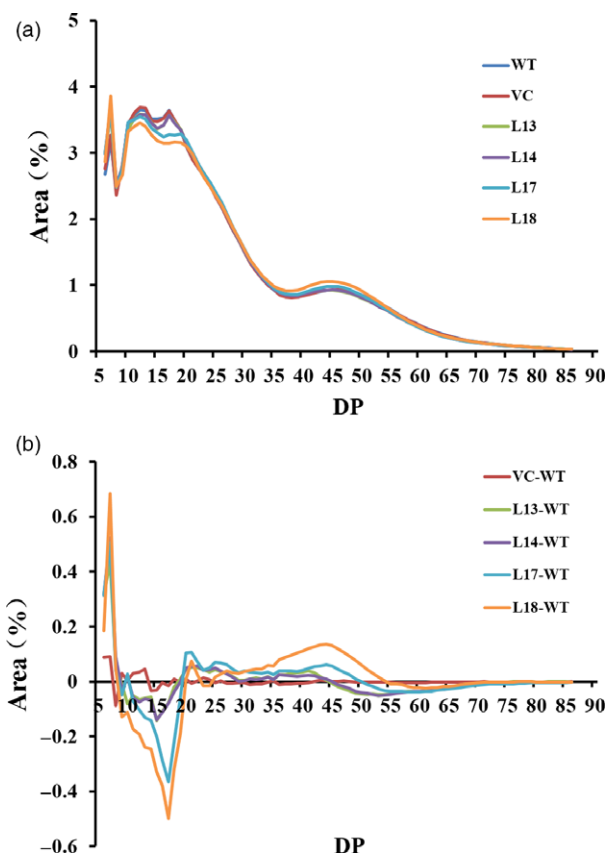 (a)
5
4
3
2
1
0
Area (%)
WT
VC
L13
L14
L17
L18
5 10 15 20 25 30 35 40 45 50 55 60 65 70 75 80 85 90
DP
(b)
0.8
0.6
0.4
0.2
0
−0.2
−0.4
−0.6
Area (%)
VC-WT
L13-WT
L14-WT
L17-WT
L18-WT
5 10 15 20 25 30 35 40 45 50 55 60 65 70 75 80 85 90
DP